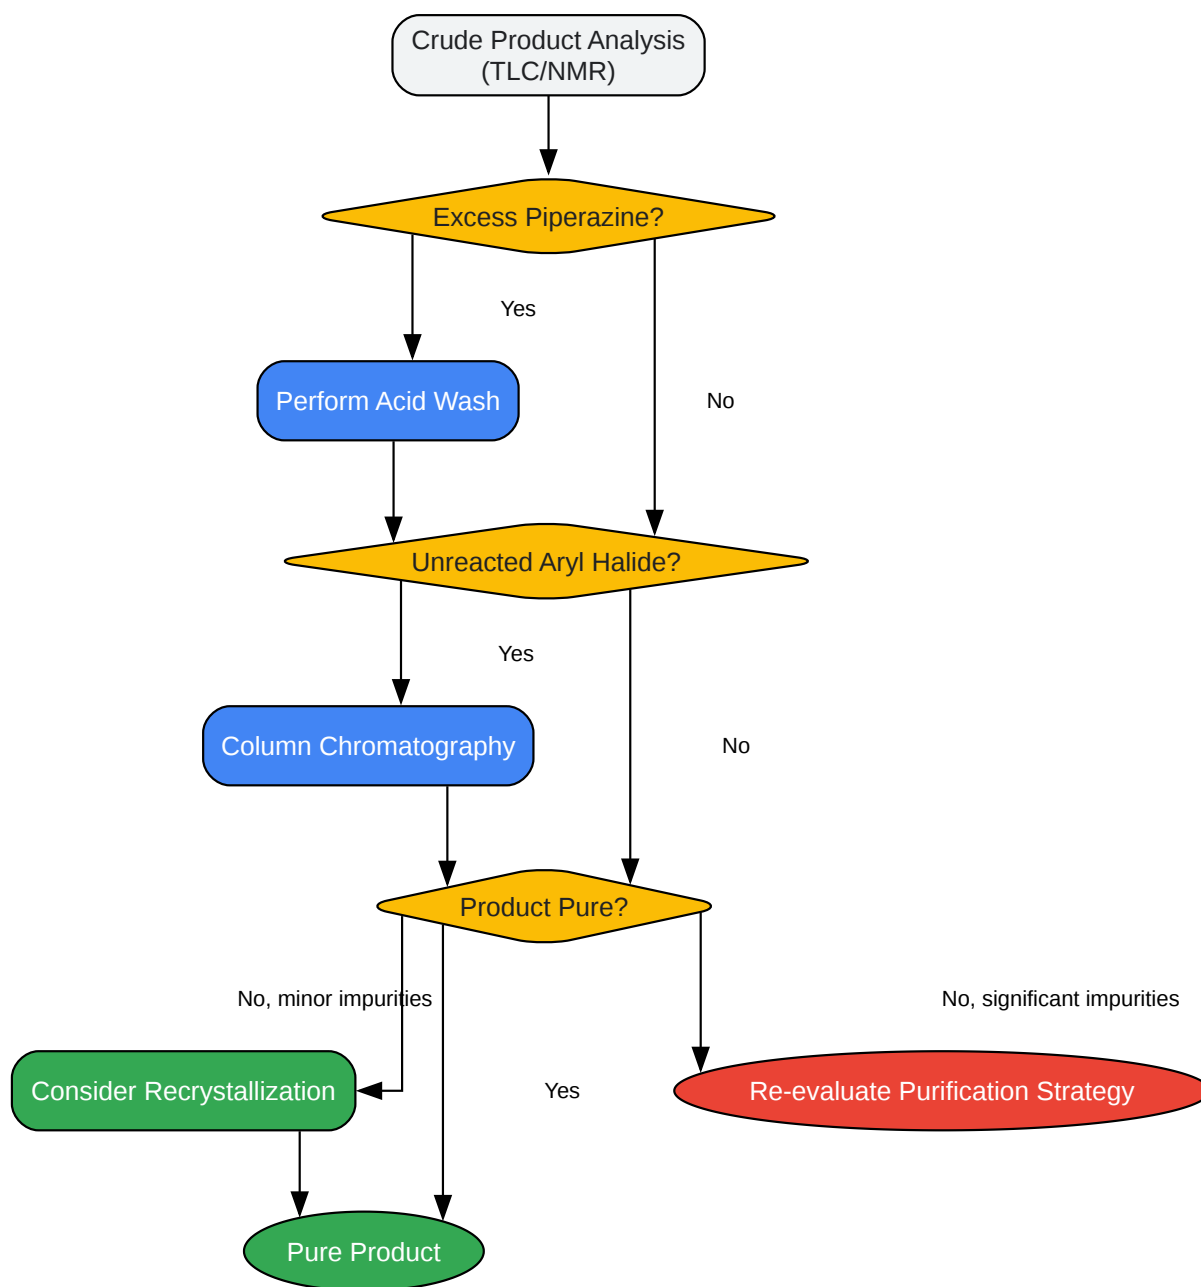 Crude Product Analysis
(TLC/NMR)
Excess Piperazine?
Yes
Perform Acid Wash
No
Unreacted Aryl Halide?
Yes
Column Chromatography
No
Product Pure?
No, minor impurities
No, significant impurities
Consider Recrystallization
Yes
Re-evaluate Purification Strategy
Pure Product